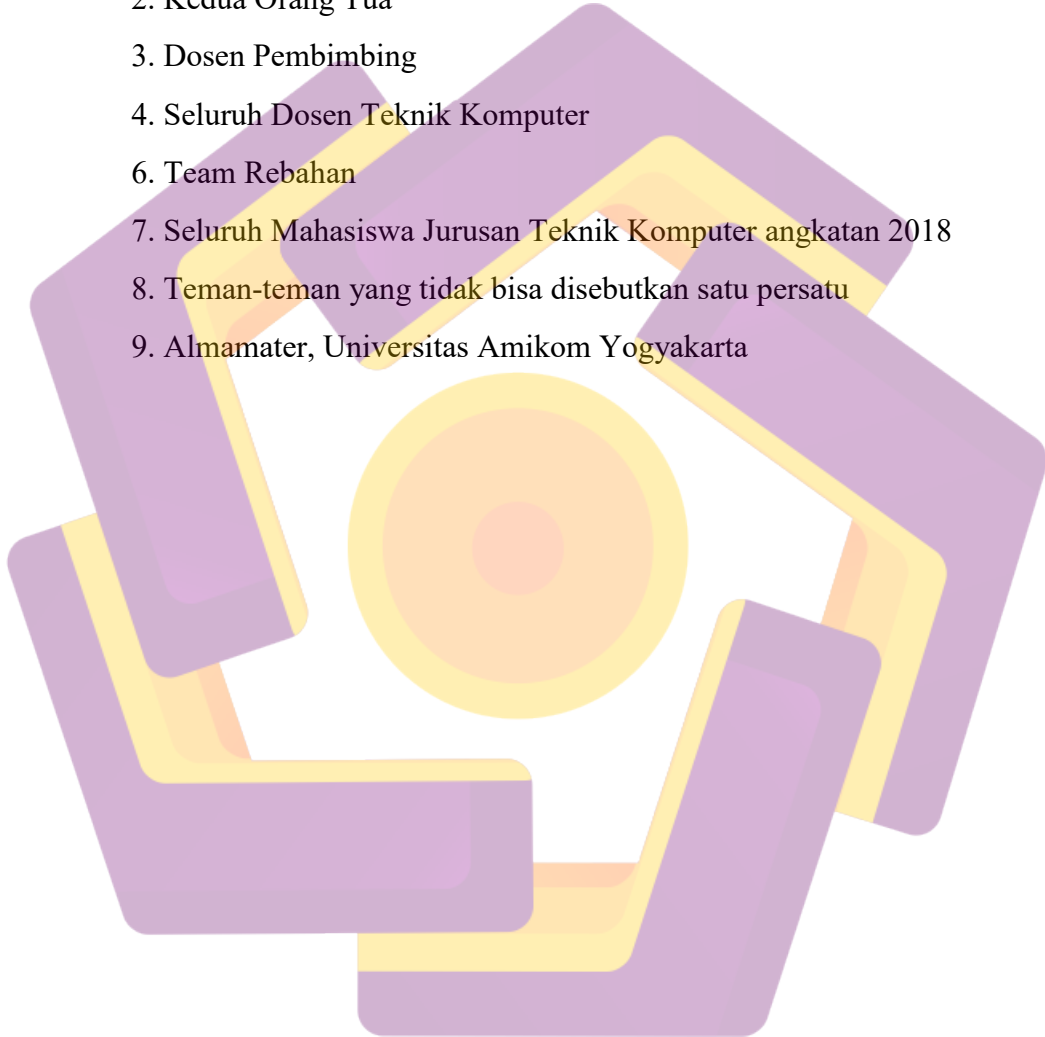 2. Kedua Orang Tua
3. Dosen Pembimbing
4. Seluruh Dosen Teknik Komputer
6. Team Rebahan
7. Seluruh Mahasiswa Jurusan Teknik Komputer angkatan 2018
8. Teman-teman yang tidak bisa disebutkan satu persatu
9. Almamater, Universitas Amikom Yogyakarta